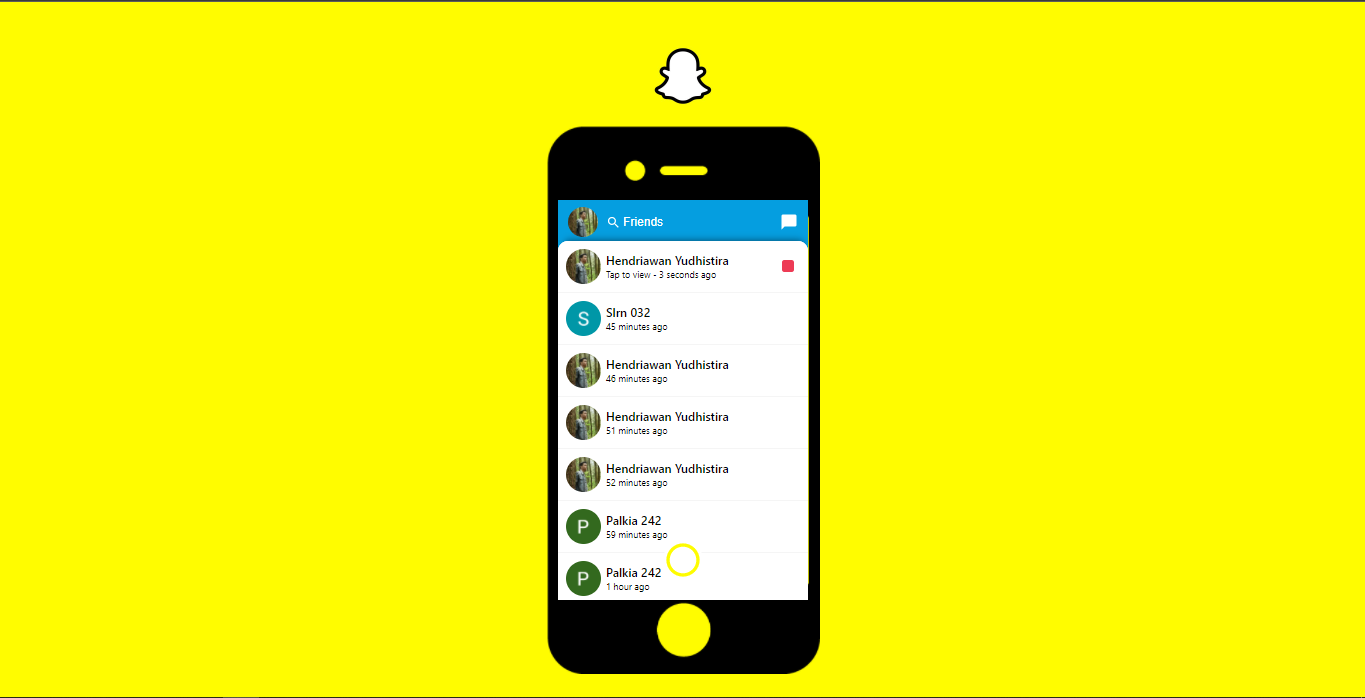 Friends
Hendriawan Yudhistira
Tap to view - 3 seconds ago
S
Slrn 032
45 minutes ago
Hendriawan Yudhistira
46 minutes ago
Hendriawan Yudhistira
51 minutes ago
Hendriawan Yudhistira
52 minutes ago
P
Palkia 242
59 minutes ago
P
Palkia 242
1 hour ago